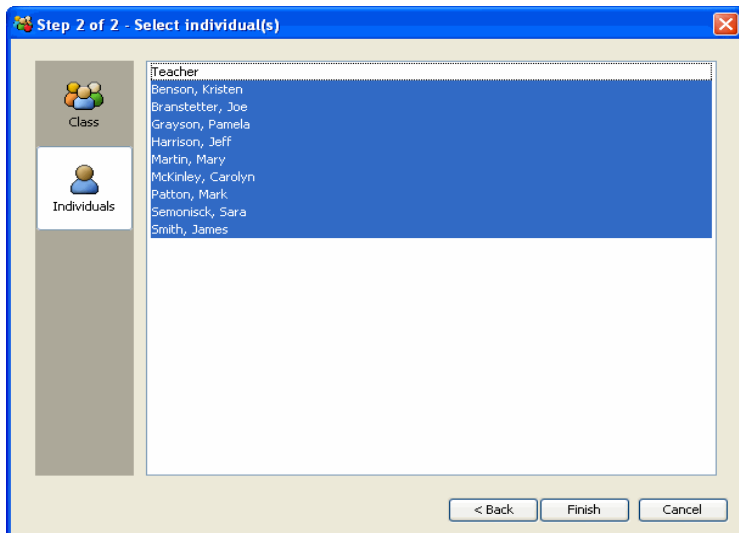 Step 2 of 2 - Select individual(s)
Class
Individuals
Teacher
Benson, Kristen
Branstetter, Joe
Grayson, Pamela
Harrison, Jeff
Martin, Mary
McKinley, Carolyn
Patton, Mark
Semonisck, Sara
Smith, James
< Back
Finish
Cancel